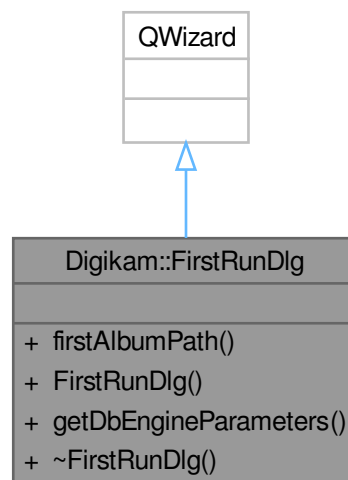 QWizard
Digikam::FirstRunDlg
+ firstAlbumPath()
+ FirstRunDlg()
+ getDbEngineParameters()
+ ~FirstRunDlg()